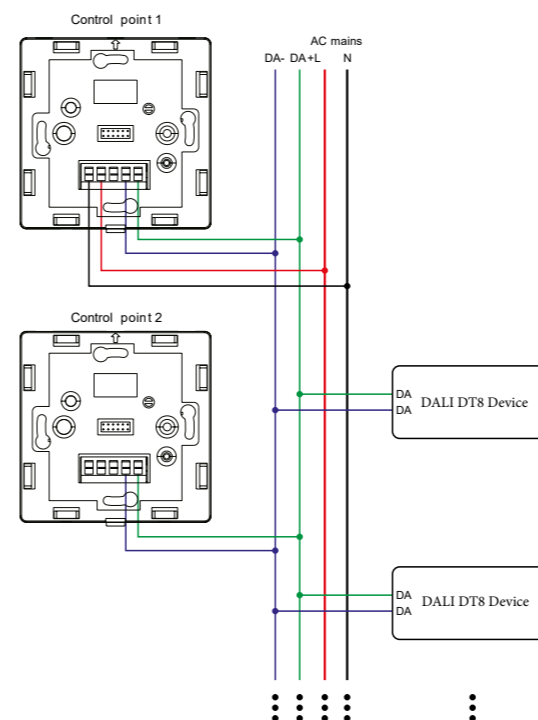 Control point 1
AC mains
DA- DA+L N
Control point 2
DA
DA
DALI DT8 Device
DA
DA
DALI DT8 Device